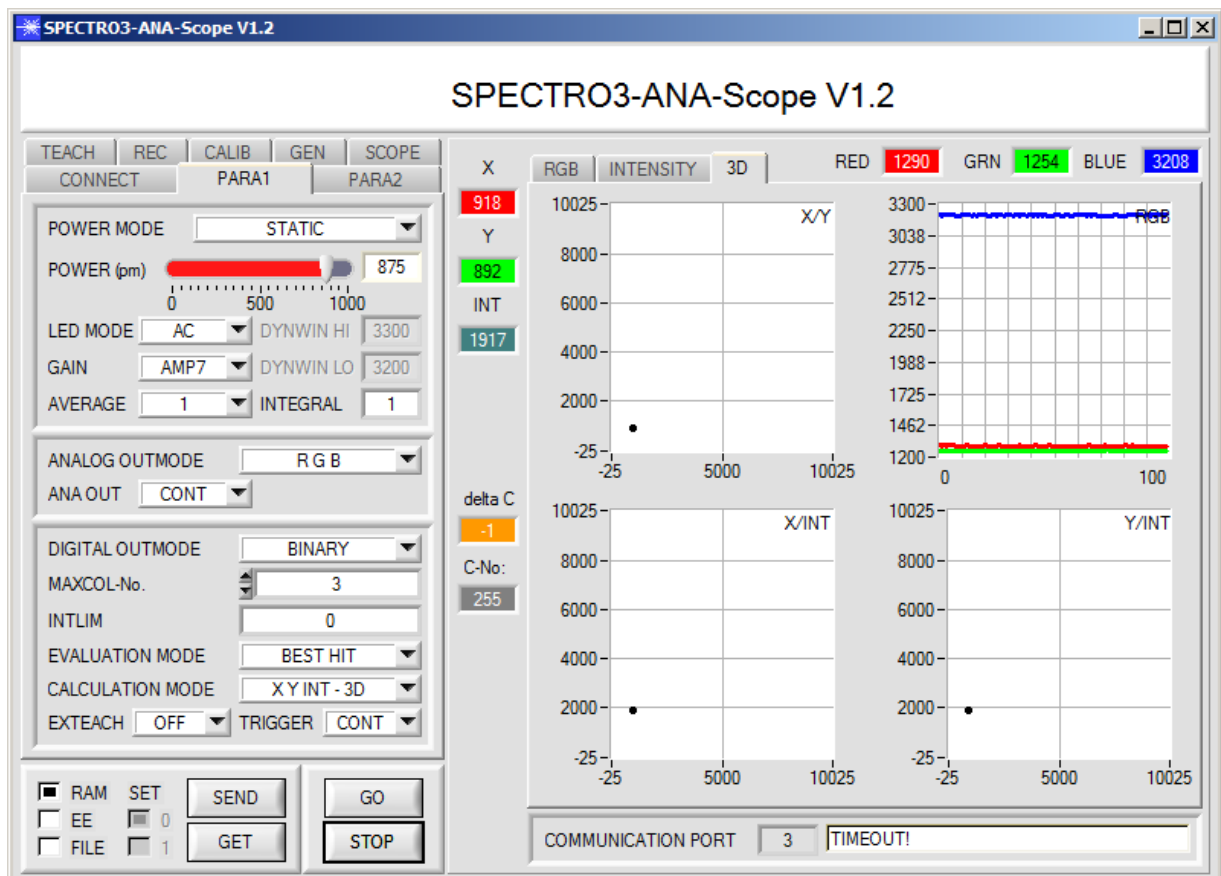 SPECTRO3-ANA-Scope V1.2
SPECTRO3-ANA-Scope V1.2
TEACH REC CALIB GEN SCOPE
CONNECT PARA1 PARA2
POWER MODE STATIC
POWER (pm) 875
0 500 1000
LED MODE AC DYNWIN HI 3300
GAIN AMP7 DYNWIN LO 3200
AVERAGE 1 INTEGRAL 1
ANALOG OUTMODE R G B
ANA OUT CONT
DIGITAL OUTMODE BINARY
MAXCOL-No. 3
INTLIM 0
EVALUATION MODE BEST HIT
CALCULATION MODE X Y INT - 3D
EXTEACH OFF TRIGGER CONT
RAM SET SEND GO
EE 0
FILE 1 GET STOP
X
918
Y
892
INT
1917
delta C
-1
C-No:
255
RGB INTENSITY 3D RED 1290 GRN 1254 BLUE 3208
X/Y
10025
8000
6000
4000
2000
-25
-25 5000 10025
RGB
3300
3038
2775
2512
2250
1988
1725
1462
1200
0 100
X/INT
10025
8000
6000
4000
2000
-25
-25 5000 10025
Y/INT
10025
8000
6000
4000
2000
-25
-25 5000 10025
COMMUNICATION PORT 3 TIMEOUT!